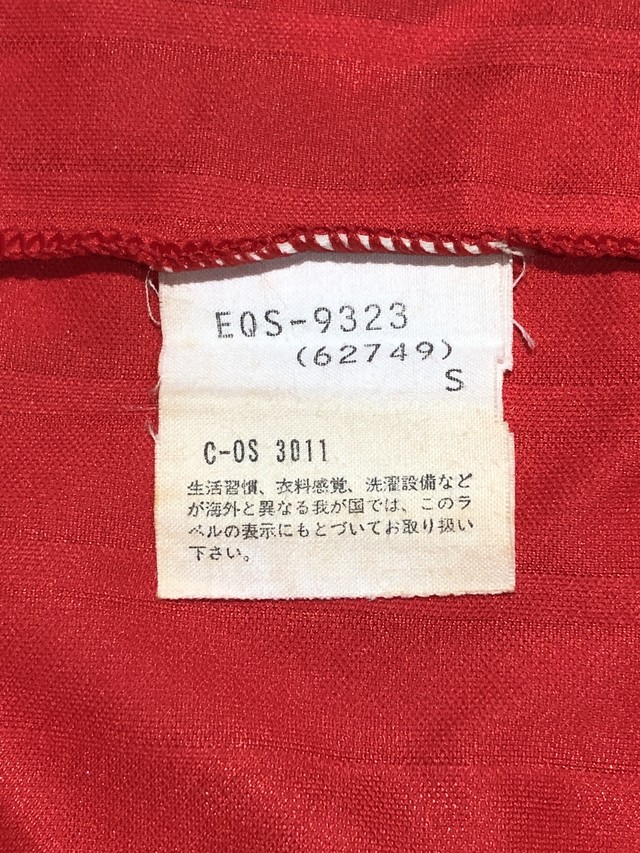 EQS-9323
(62749)
S
C-OS 3011
生活習慣、衣料感覚、洗濯設備など
が海外と異なる我が国では、このラ
ベルの表示にもとづいてお取り扱い
下さい。